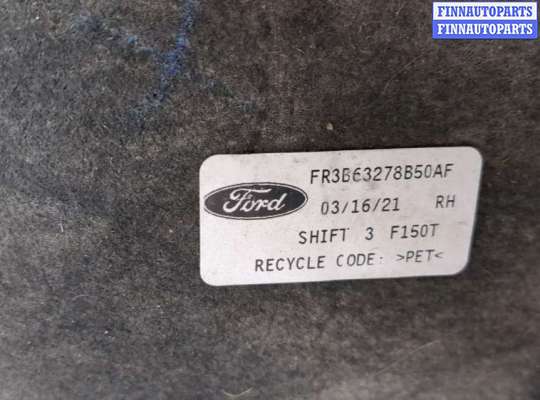 FINNAUTOPARTS
FINNAUTOPARTS
Ford
FR3B63278B50AF
03/16/21 RH
SHIFT 3 F150T
RECYCLE CODE: >PET<